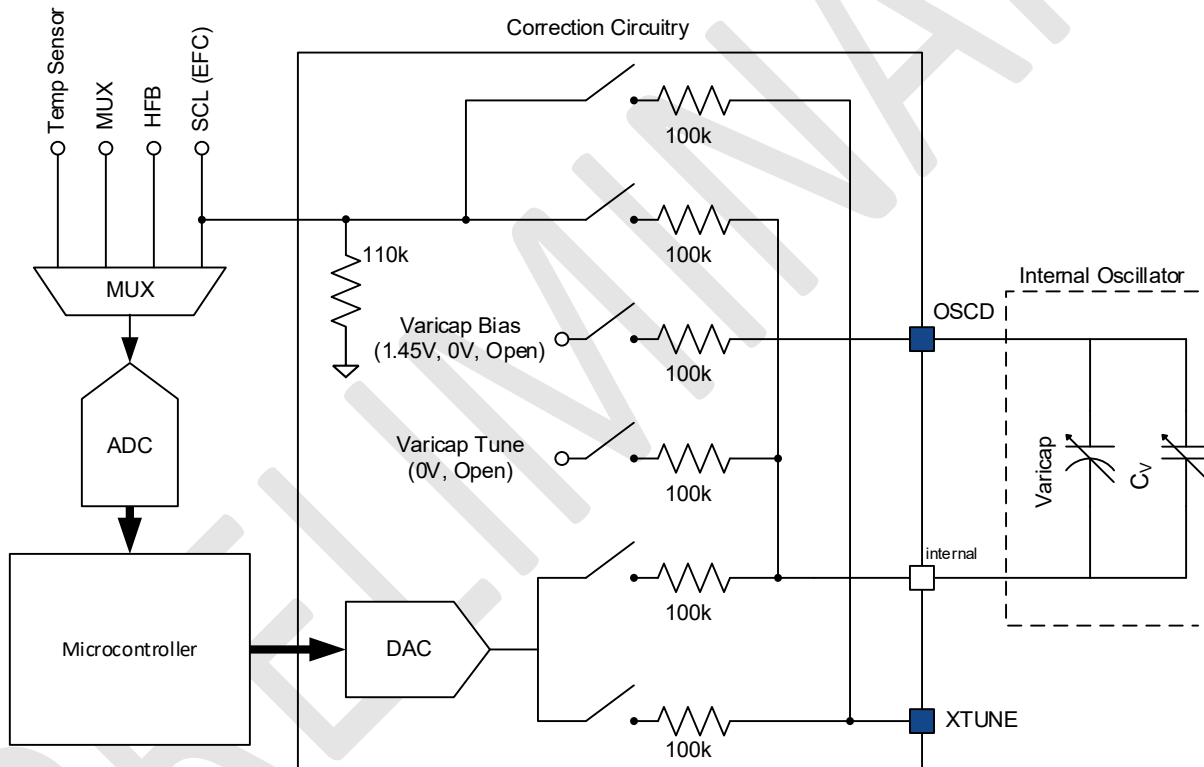 Correction Circuitry
Temp Sensor
MUX
HFB
SCL (EFC)
100k
100k
110k
MUX
Varicap Bias
(1.45V, 0V, Open)
100k
OSCD
Internal Oscillator
ADC
Varicap Tune
(0V, Open)
100k
Varicap
CV
internal
100k
Microcontroller
DAC
100k
XTUNE
PRELIMINAR